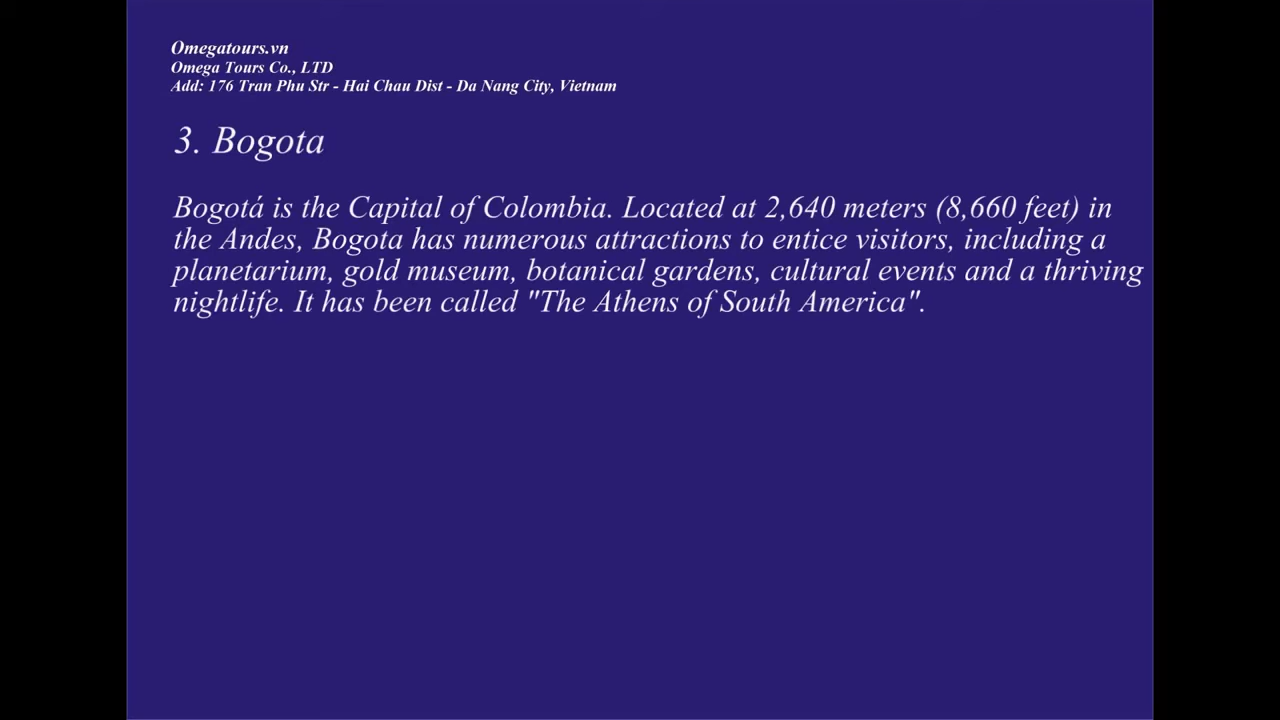 Omegatours.vn
Omega Tours Co., LTD
Add: 176 Tran Phu Str - Hai Chau Dist - Da Nang City, Vietnam
3. Bogota
Bogotá is the Capital of Colombia. Located at 2,640 meters (8,660 feet) in
the Andes, Bogota has numerous attractions to entice visitors, including a
planetarium, gold museum, botanical gardens, cultural events and a thriving
nightlife. It has been called "The Athens of South America".